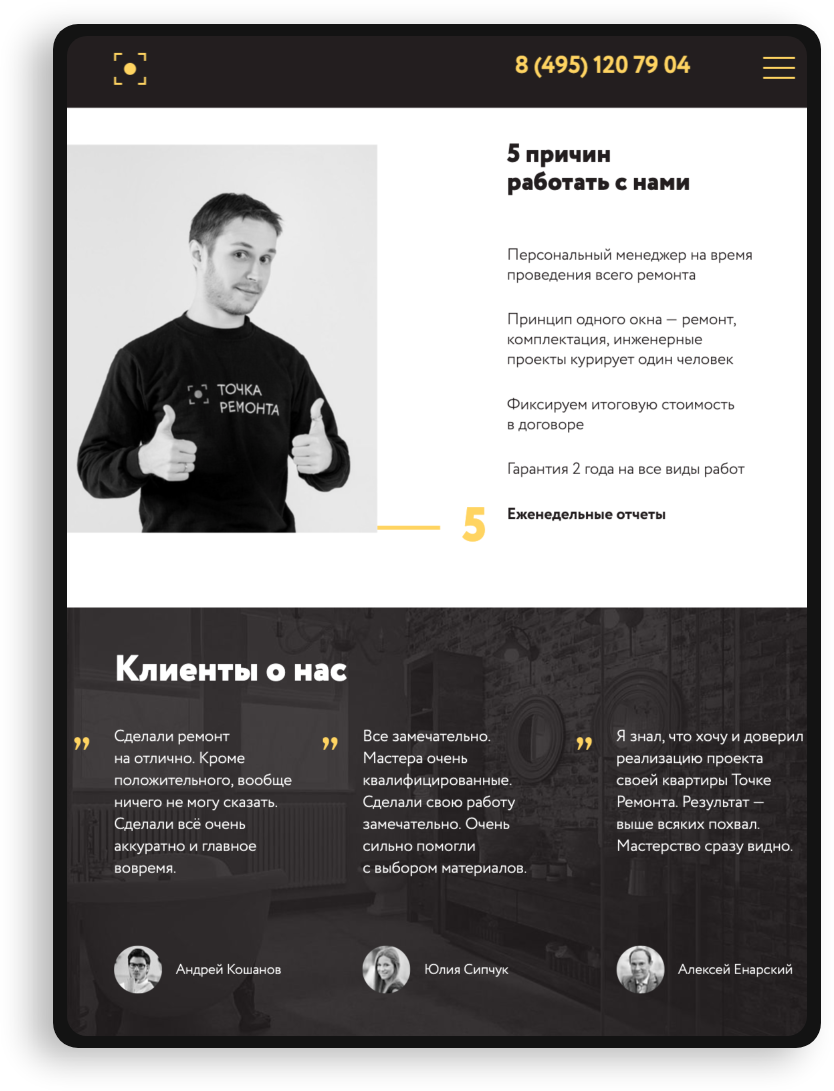 8 (495) 120 79 04
5 причин
работать с нами
Персональный менеджер на время
проведения всего ремонта
Принцип одного окна — ремонт,
комплектация, инженерные
проекты курирует один человек
Фиксируем итоговую стоимость
в договоре
Гарантия 2 года на все виды работ
5
Еженедельные отчеты
ТОЧКА
РЕМОНТА
Клиенты о нас
”
Сделали ремонт
на отлично. Кроме
положительного, вообще
ничего не могу сказать.
Сделали всё очень
аккуратно и главное
вовремя.
Андрей Кошанов
”
Все замечательно.
Мастера очень
квалифицированные.
Сделали свою работу
замечательно. Очень
сильно помогли
с выбором материалов.
Юлия Сипчук
”
Я знал, что хочу и доверил
реализацию проекта
своей квартиры Точке
Ремонта. Результат —
выше всяких похвал.
Мастерство сразу видно.
Алексей Енарский